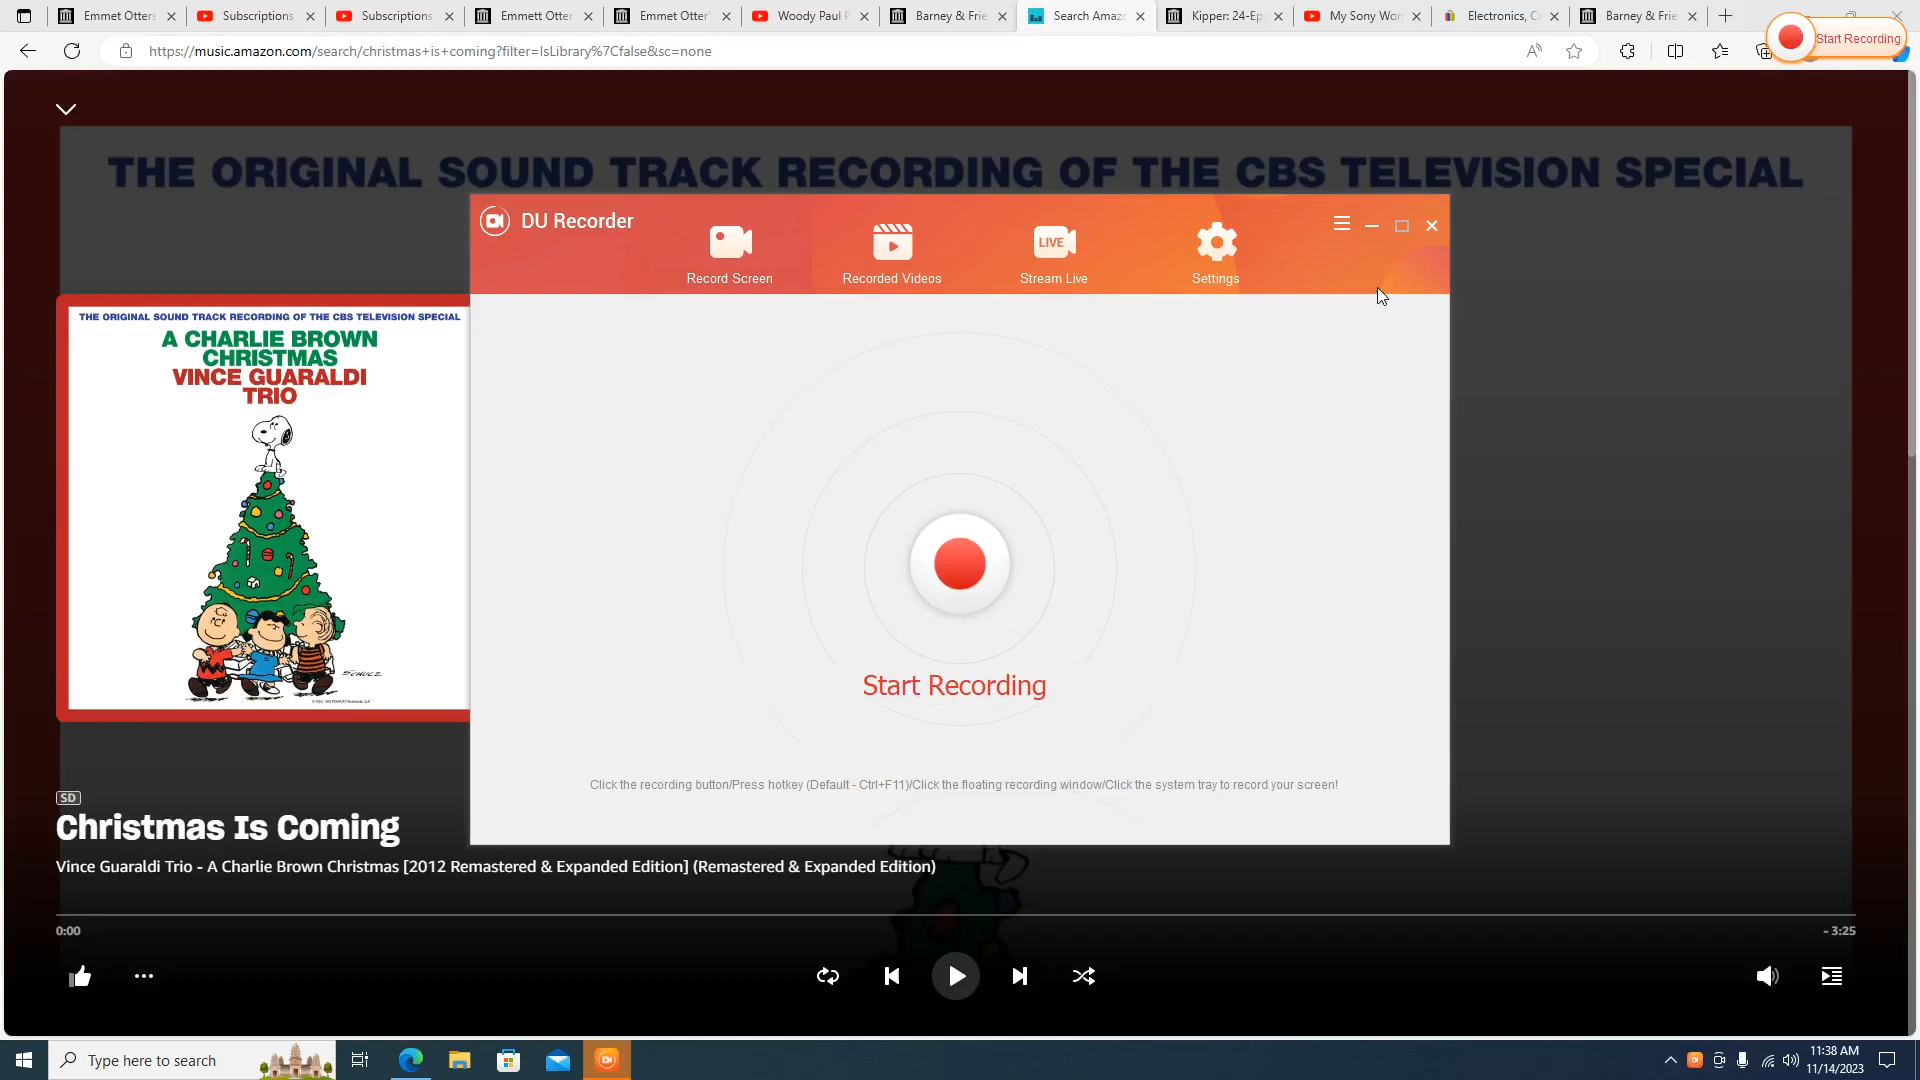 Emmet Otters
Subscriptions
Subscriptions
Emmett Otter
Emmet Otter'
Woody Paul
Barney & Frie
Search Amaz
Kipper: 24-Ep
My Sony Won
Electronics, C
Barney & Frie
https://music.amazon.com/search/christmas+is+coming?filter=IsLibrary%7Cfalse&sc=none
Start Recording
THE ORIGINAL SOUND TRACK RECORDING OF THE CBS TELEVISION SPECIAL
DU Recorder
LIVE
Record Screen
Recorded Videos
Stream Live
Settings
THE ORIGINAL SOUND TRACK RECORDING OF THE CBS TELEVISION SPECIAL
A CHARLIE BROWN
CHRISTMAS
VINCE GUARALDI
TRIO
SCHULZ
Start Recording
Click the recording button/Press hotkey (Default - Ctrl+F11)/Click the floating recording window/Click the system tray to record your screen!
SD
Christmas Is Coming
Vince Guaraldi Trio - A Charlie Brown Christmas [2012 Remastered & Expanded Edition] (Remastered & Expanded Edition)
0:00
- 3:25
Type here to search
11:38 AM
11/14/2023